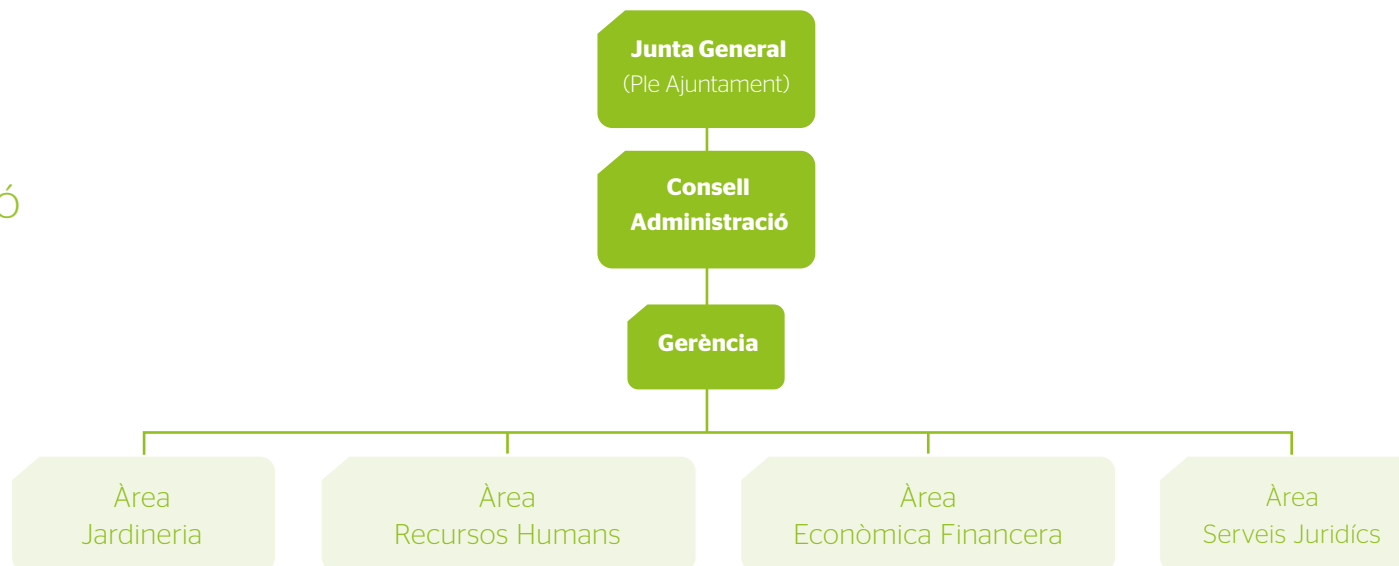 Junta General
(Ple Ajuntament)
ó
Consell
Administració
Gerència
Àrea
Jardineria
Àrea
Recursos Humans
Àrea
Econòmica Financera
Àrea
Serveis Juridícs